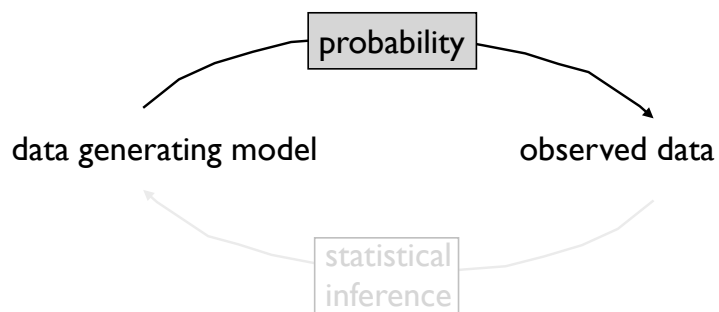 probability
data generating model
observed data
statistical
inference